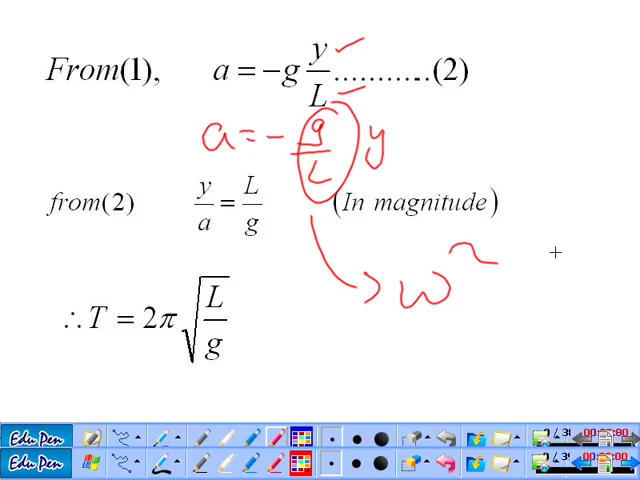 From(1), a = -g y/L ............(2)
a = - g/L y
from(2) y/a = L/g (In magnitude)
ω²
∴ T = 2π√(L/g)
Edu Pen
Edu Pen